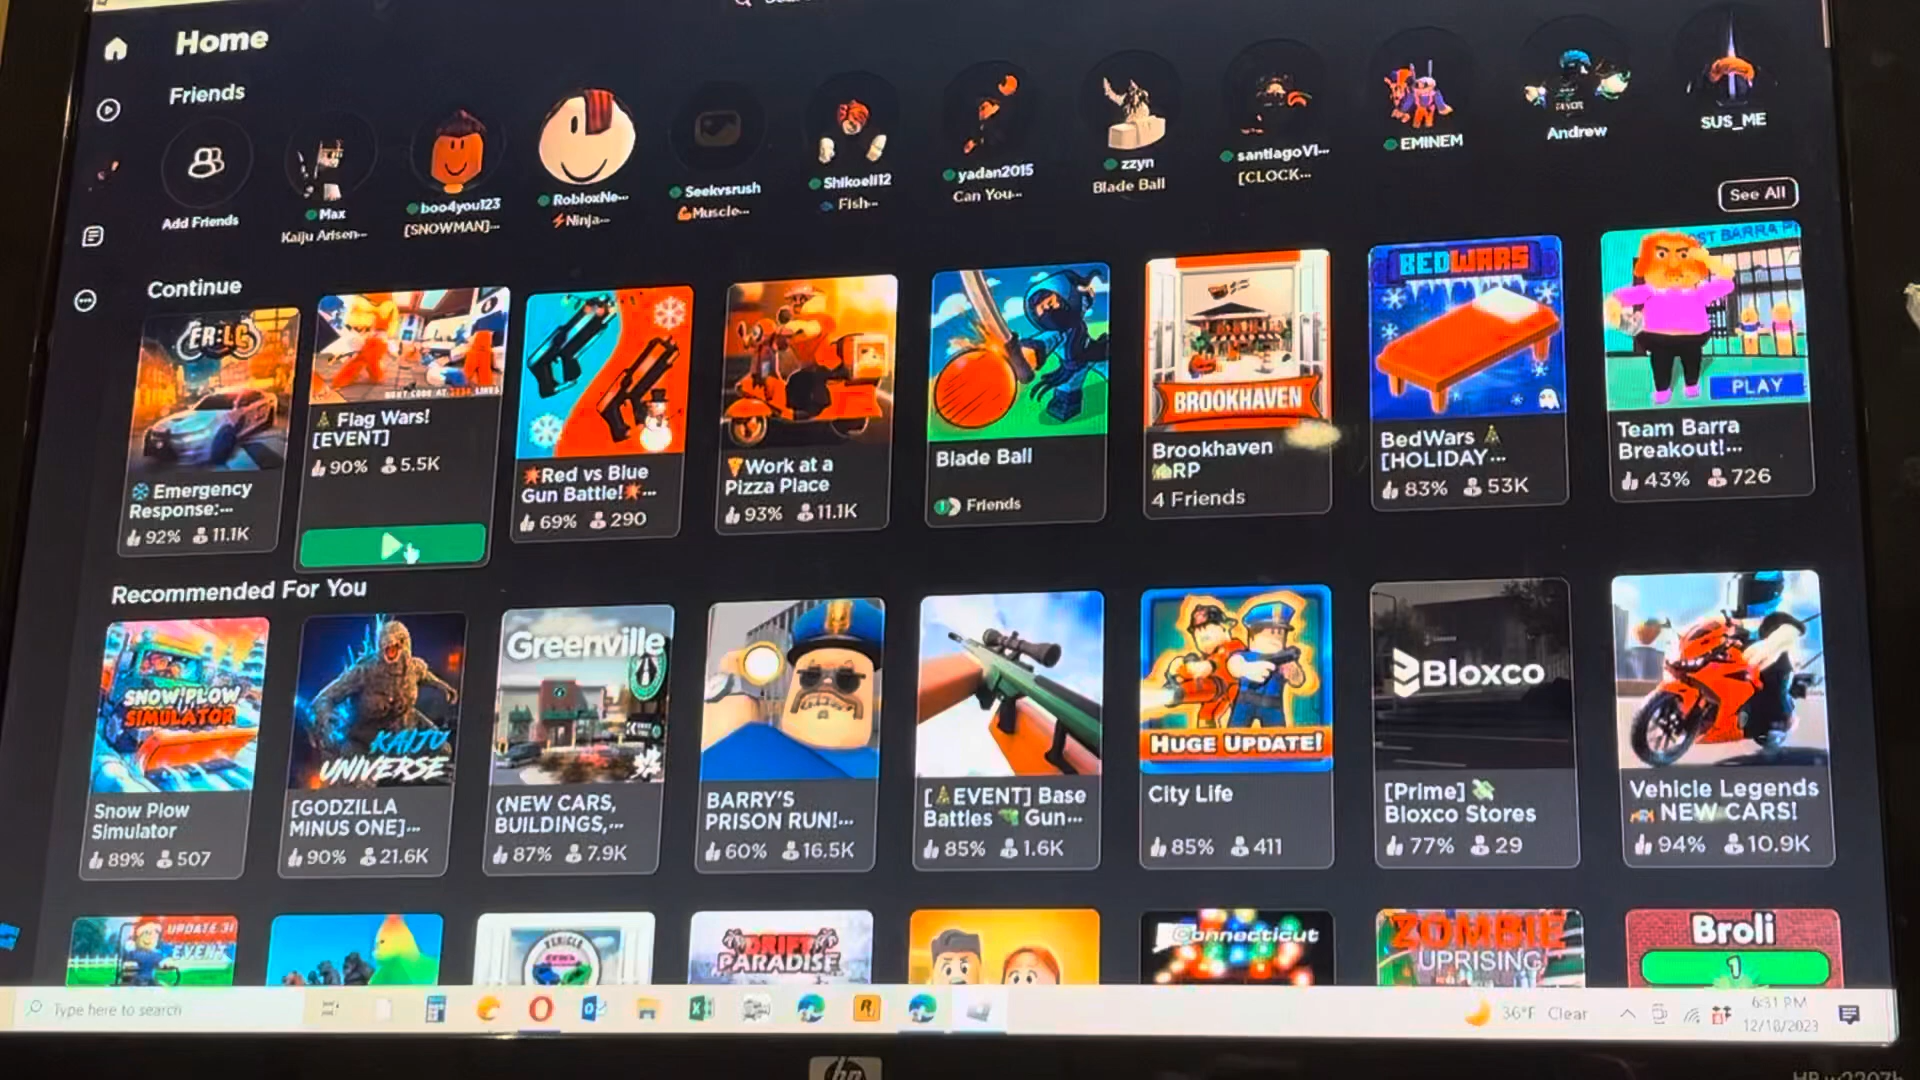 Home
Friends
Add Friends
Max
Kaiju Arisen...
boo4you123
[SNOWMAN]...
RobloxNe...
Ninja...
Seekvsrush
Muscle...
Shikoell12
Fish...
yadan2015
Can You...
zzyn
Blade Ball
santiagoVI...
[CLOCK...
EMINEM
Andrew
SUS_ME
See All
Continue
ER:LC
Emergency
Response:...
92% 11.1K
Flag Wars!
[EVENT]
90% 5.5K
Red vs Blue
Gun Battle!...
69% 290
Work at a
Pizza Place
93% 11.1K
Blade Ball
Friends
BROOKHAVEN
Brookhaven
RP
4 Friends
BEDWARS
BedWars
[HOLIDAY...
83% 53K
PLAY
Team Barra
Breakout!...
43% 726
Recommended For You
SNOW PLOW
SIMULATOR
Snow Plow
Simulator
89% 507
KAIJU
UNIVERSE
[GODZILLA
MINUS ONE]...
90% 21.6K
Greenville
(NEW CARS,
BUILDINGS,...
87% 7.9K
BARRY'S
PRISON RUN!...
60% 16.5K
[EVENT] Base
Battles Gun...
85% 1.6K
HUGE UPDATE!
City Life
85% 411
Bloxco
[Prime]
Bloxco Stores
77% 29
Vehicle Legends
NEW CARS!
94% 10.9K
UPDATE 31
EVENT
VEHICLE
DRIFT
PARADISE
Connecticut
ZOMBIE
UPRISING
Broli
1
Type here to search
36°F Clear
6:31 PM
12/18/2023
hp